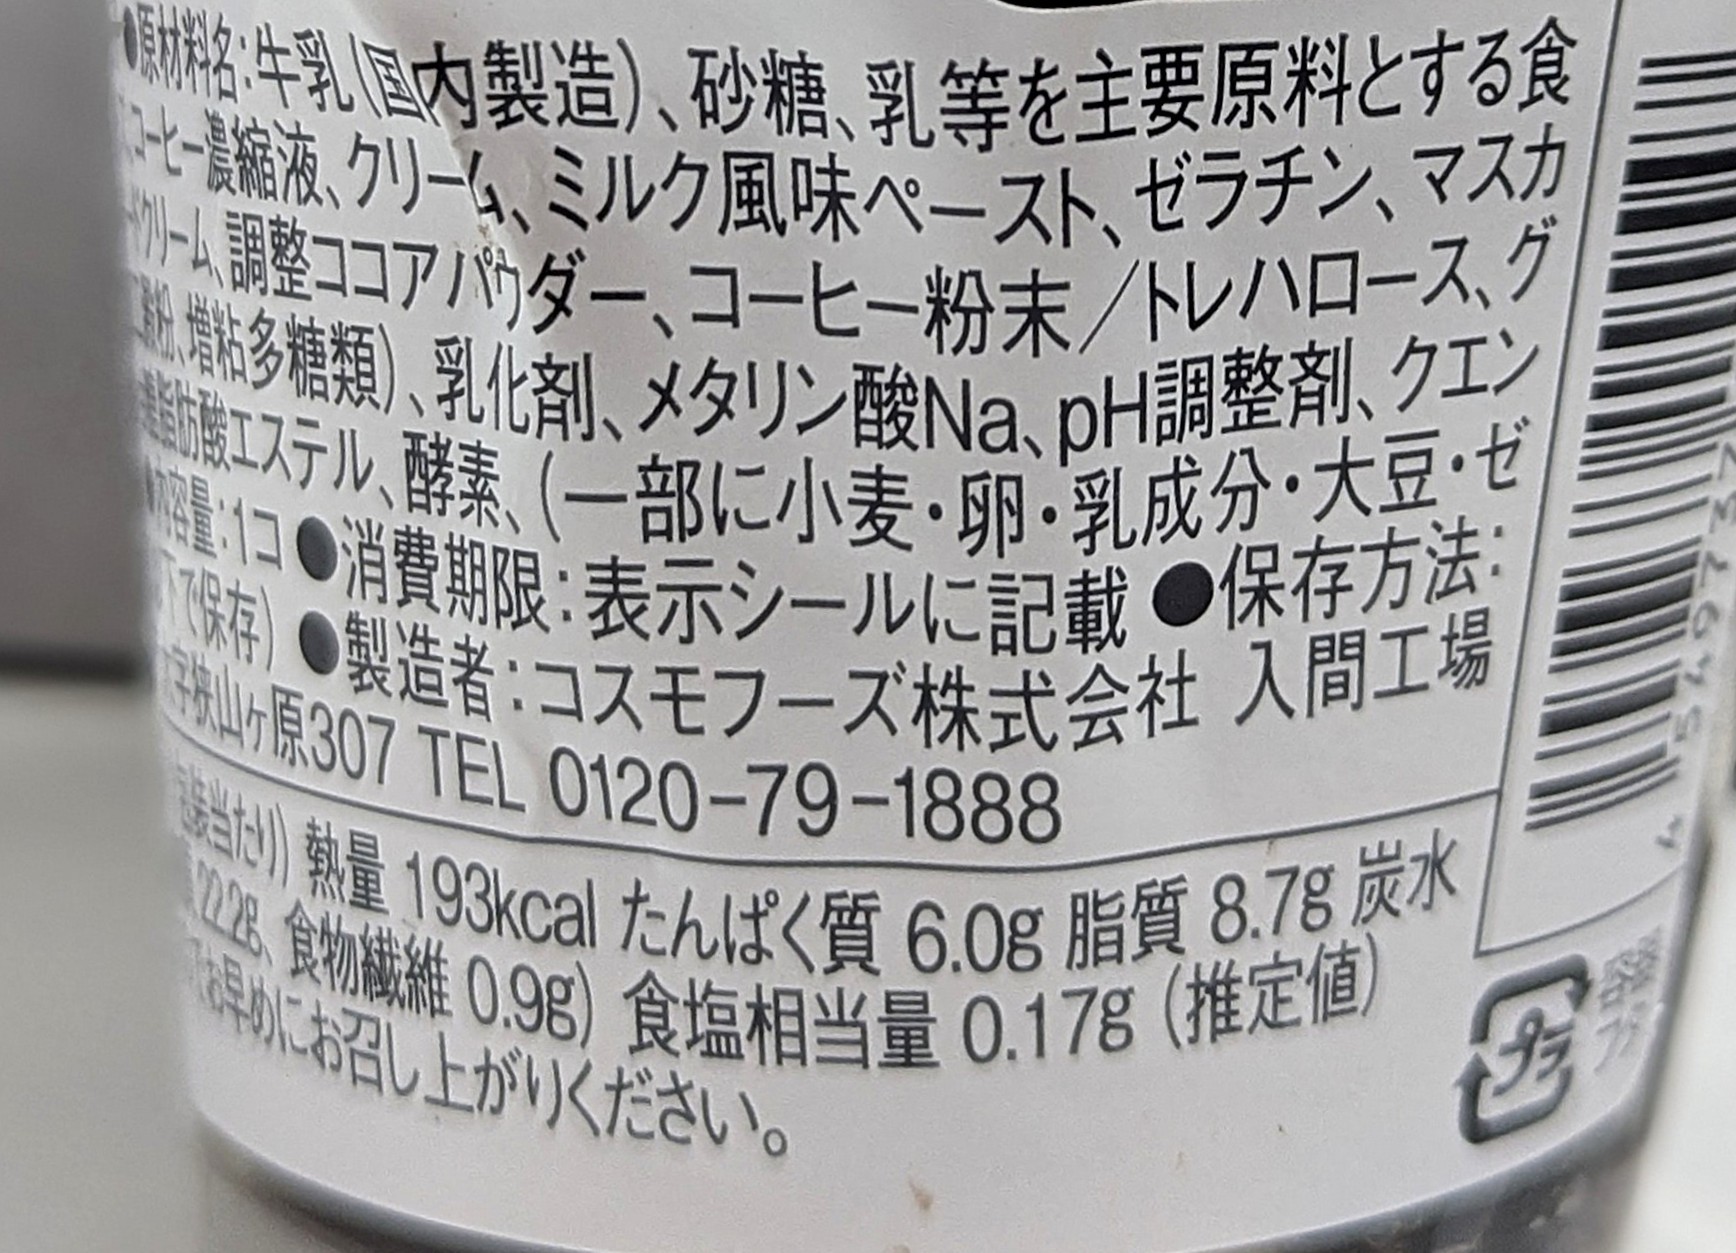 ●原材料名:牛乳(国内製造)、砂糖、乳等を主要原料とする食
コーヒー濃縮液、クリーム、ミルク風味ペースト、ゼラチン、マスカ
クリーム、調整ココアパウダー、コーヒー粉末/トレハロース、グ
粉、増粘多糖類)、乳化剤、メタリン酸Na、pH調整剤、クエン
脂肪酸エステル、酵素、(一部に小麦・卵・乳成分・大豆・ゼ
内容量:1コ ●消費期限:表示シールに記載 ●保存方法:
下で保存) ●製造者:コスモフーズ株式会社 入間工場
字狭山ヶ原307 TEL 0120-79-1888
装当たり) 熱量 193kcal たんぱく質 6.0g 脂質 8.7g 炭水
22.2g、食物繊維 0.9g) 食塩相当量 0.17g (推定値)
お早めにお召し上がりください。
プラ